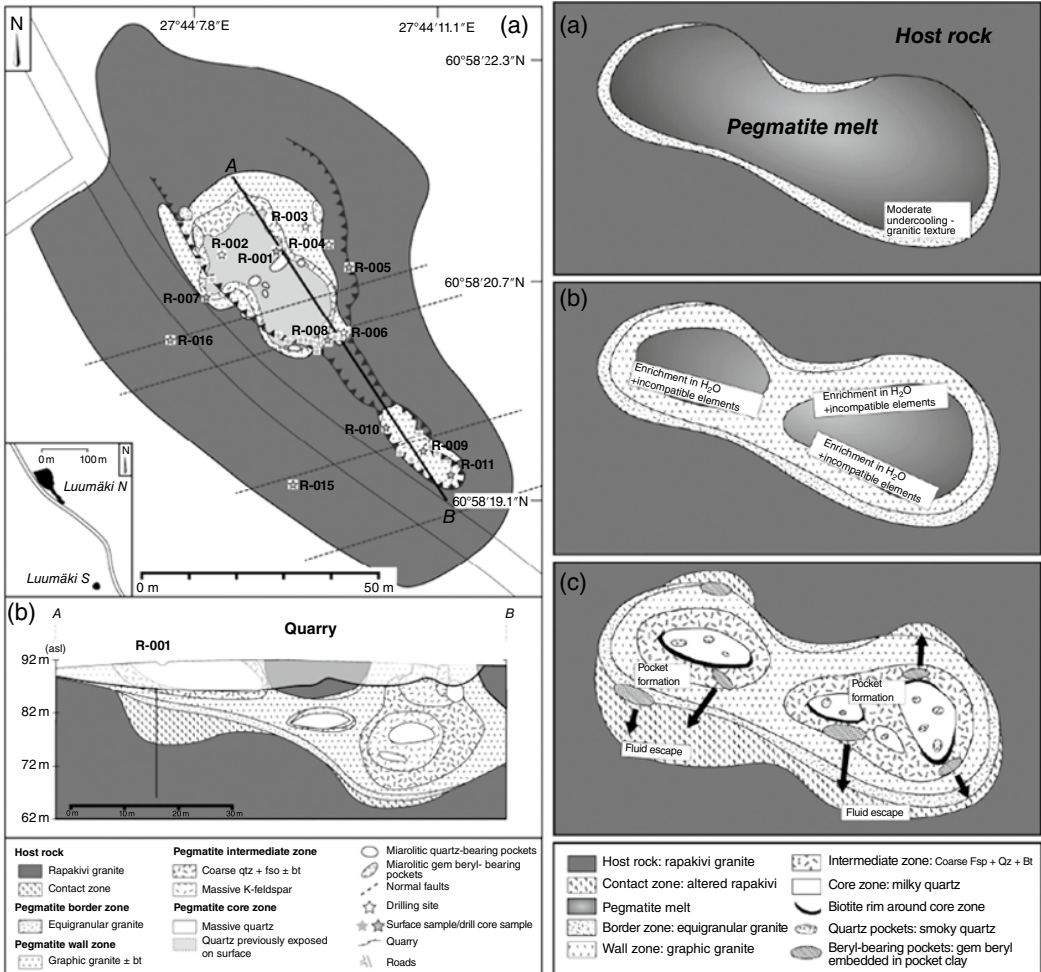 N
27°44′7.8″E
27°44′11.1″E
(a)
60°58′22.3″N
A
R-003
R-002
R-004
R-001
R-005
60°58′20.7″N
R-007
R-008
R-006
R-016
R-010
R-009
R-011
R-015
60°58′19.1″N
B
N
0 m 100 m
Luumäki N
Luumäki S
0 m 50 m
(b)
A
B
Quarry
(asl)
R-001
92 m
82 m
72 m
62 m
0m 10m 20m 30m
Host rock
Rapakivi granite
Contact zone
Pegmatite border zone
Equigranular granite
Pegmatite wall zone
Graphic granite ± bt
Pegmatite intermediate zone
Coarse qtz + fso ± bt
Massive K-feldspar
Pegmatite core zone
Massive quartz
Quartz previously exposed
on surface
Miarolitic quartz-bearing pockets
Miarolitic gem beryl- bearing
pockets
Normal faults
Drilling site
Surface sample/drill core sample
Quarry
Roads
(a)
Host rock
Pegmatite melt
Moderate
undercooling -
granitic texture
(b)
Enrichment in H₂O
+incompatible elements
Enrichment in H₂O
+incompatible elements
Enrichment in H₂O
+incompatible elements
(c)
Pocket
formation
Pocket
formation
Fluid escape
Fluid escape
Host rock: rapakivi granite
Contact zone: altered rapakivi
Pegmatite melt
Border zone: equigranular granite
Wall zone: graphic granite
Intermediate zone: Coarse Fsp + Qz + Bt
Core zone: milky quartz
Biotite rim around core zone
Quartz pockets: smoky quartz
Beryl-bearing pockets: gem beryl
embedded in pocket clay